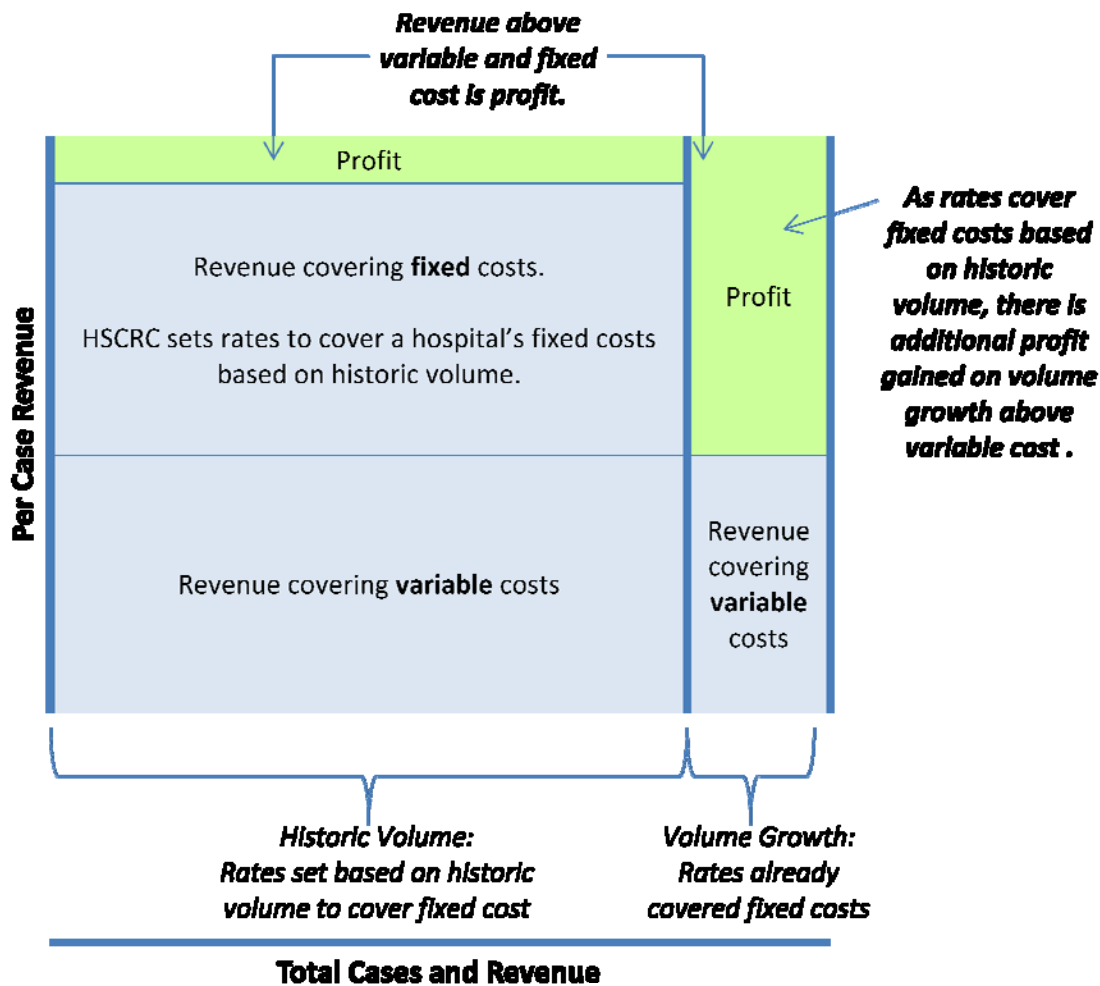 Revenue above
variable and fixed
cost is profit.
Profit
Revenue covering fixed costs.
HSCRC sets rates to cover a hospital’s fixed costs
based on historic volume.
Profit
As rates cover
fixed costs based
on historic
volume, there is
additional profit
gained on volume
growth above
variable cost .
Per Case Revenue
Revenue covering variable costs
Revenue
covering
variable
costs
Historic Volume:
Rates set based on historic
volume to cover fixed cost
Volume Growth:
Rates already
covered fixed costs
Total Cases and Revenue